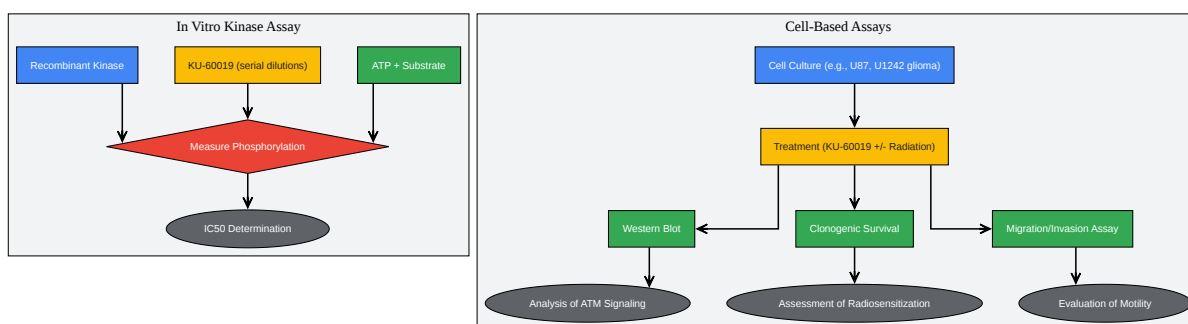 In Vitro Kinase Assay
Recombinant Kinase
KU-60019 (serial dilutions)
ATP + Substrate
Measure Phosphorylation
IC50 Determination
Cell-Based Assays
Cell Culture (e.g., U87, U1242 glioma)
Treatment (KU-60019 +/- Radiation)
Western Blot
Clonogenic Survival
Migration/Invasion Assay
Analysis of ATM Signaling
Assessment of Radiosensitization
Evaluation of Motility